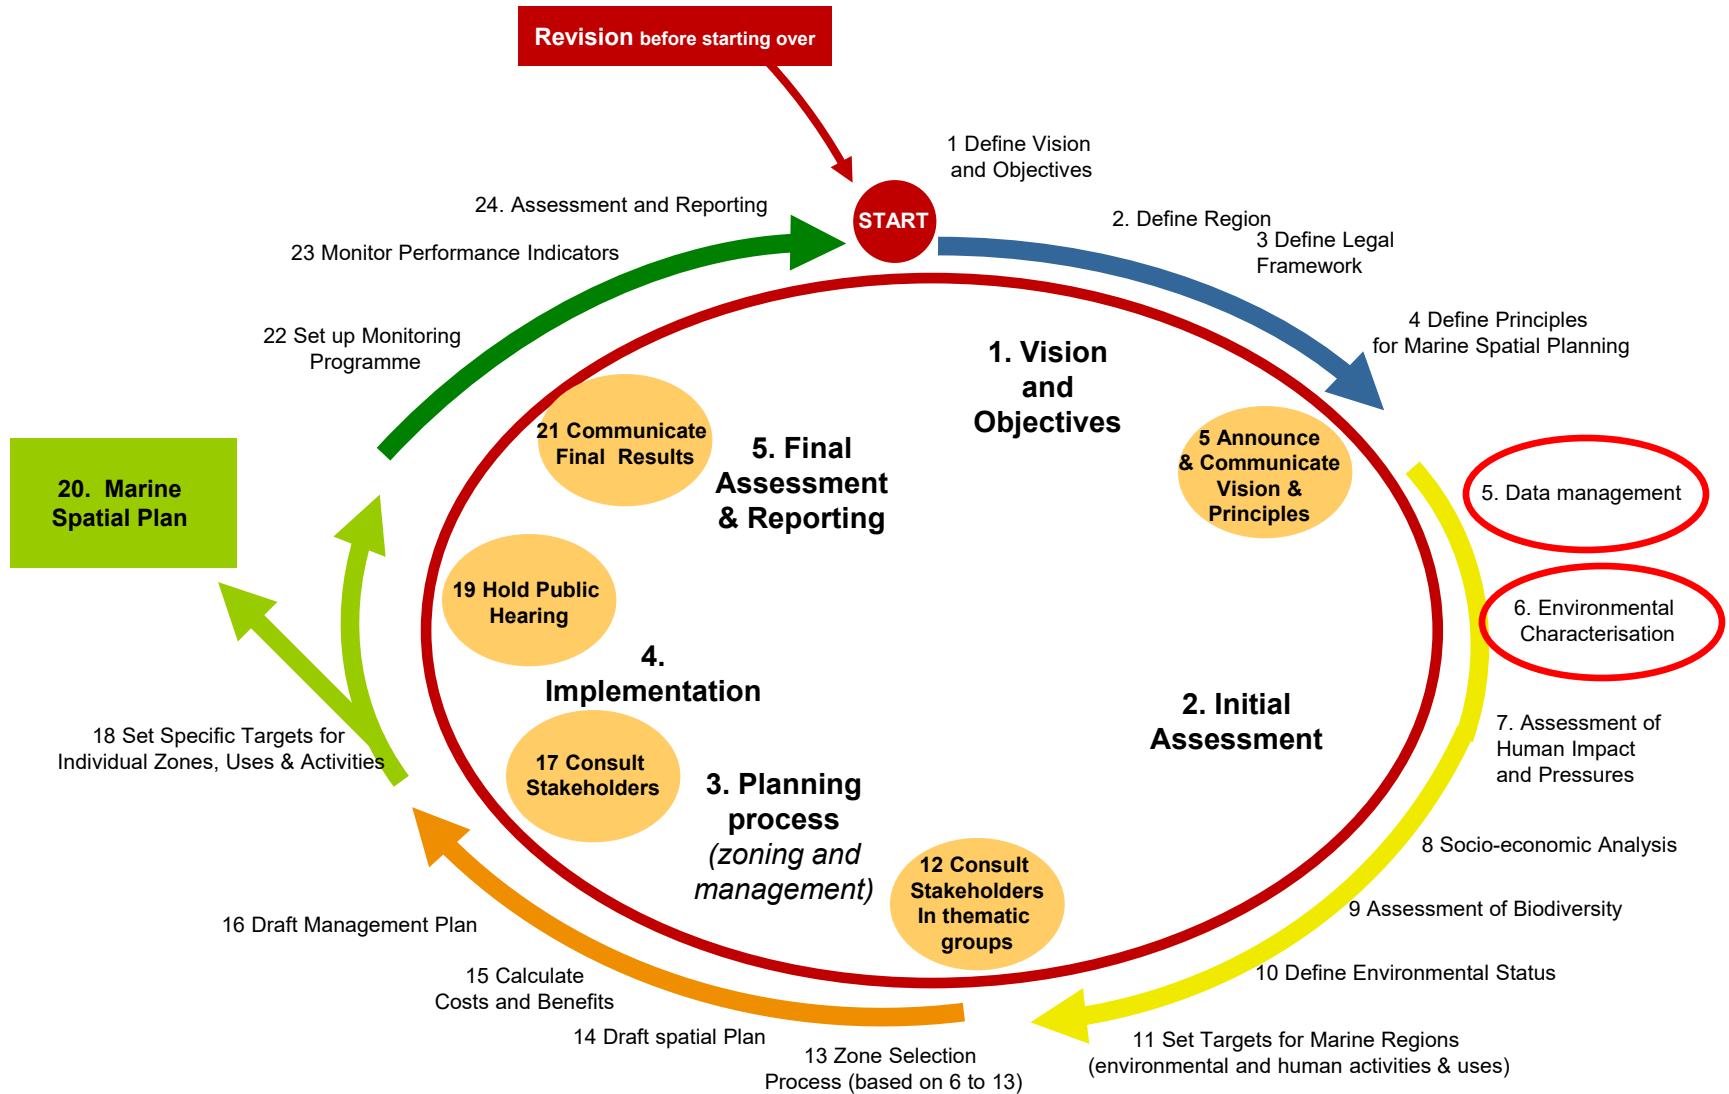 Revision before starting over
START
1 Define Vision
and Objectives
2. Define Region
3 Define Legal
Framework
4 Define Principles
for Marine Spatial Planning
5 Announce
& Communicate
Vision &
Principles
5. Data management
6. Environmental
Characterisation
7. Assessment of
Human Impact
and Pressures
8 Socio-economic Analysis
9 Assessment of Biodiversity
10 Define Environmental Status
11 Set Targets for Marine Regions
(environmental and human activities & uses)
12 Consult
Stakeholders
In thematic
groups
13 Zone Selection
Process (based on 6 to 13)
14 Draft spatial Plan
15 Calculate
Costs and Benefits
16 Draft Management Plan
17 Consult
Stakeholders
18 Set Specific Targets for
Individual Zones, Uses & Activities
19 Hold Public
Hearing
20. Marine
Spatial Plan
21 Communicate
Final Results
22 Set up Monitoring
Programme
23 Monitor Performance Indicators
24. Assessment and Reporting
1. Vision
and
Objectives
2. Initial
Assessment
3. Planning
process
(zoning and
management)
4.
Implementation
5. Final
Assessment
& Reporting